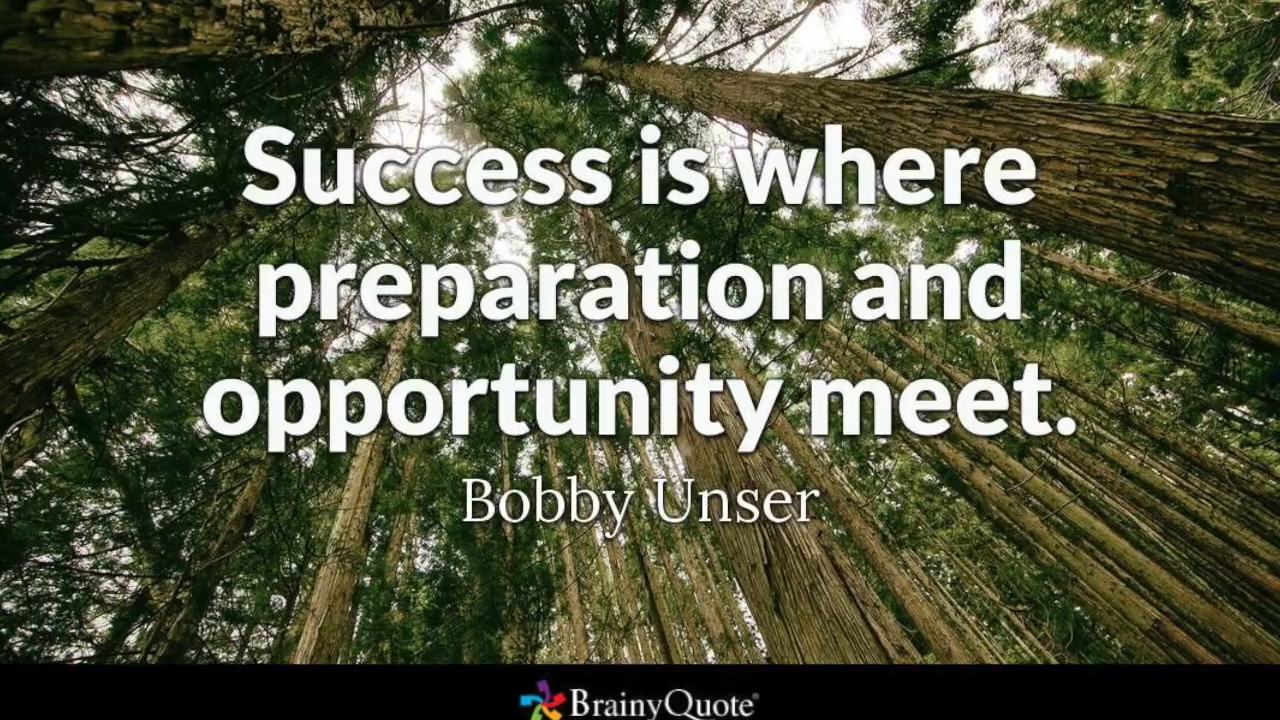 Success is where
preparation and
opportunity meet.
Bobby Unser
BrainyQuote®